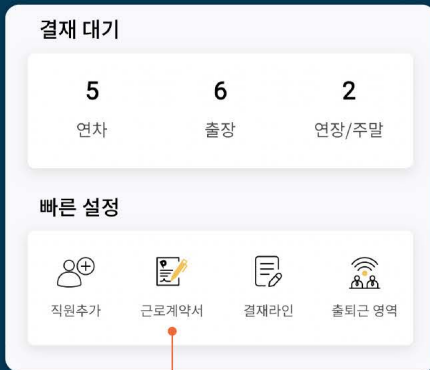 결재 대기
5 6 2
연차 출장 연장/주말
빠른 설정
직원추가 근로계약서 결재라인 출퇴근 영역